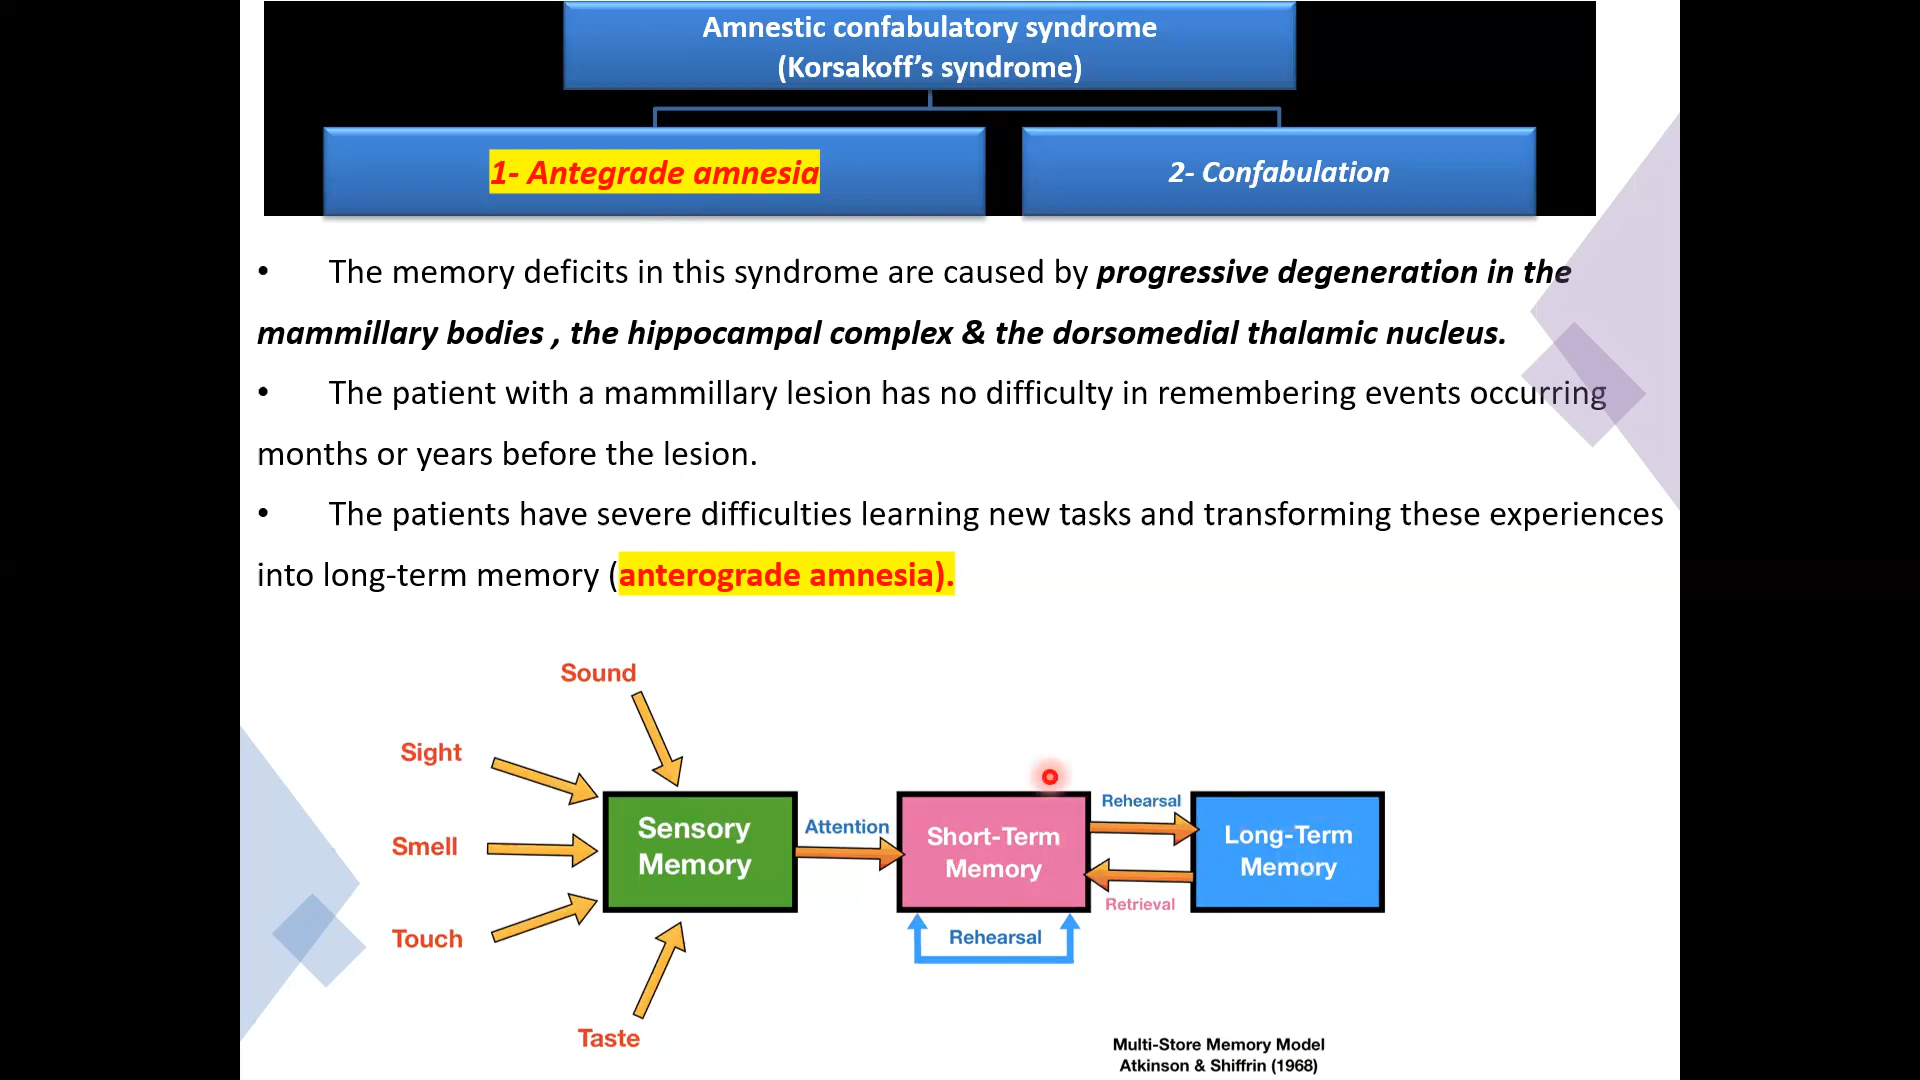 Amnestic confabulatory syndrome
(Korsakoff’s syndrome)
1- Antegrade amnesia
2- Confabulation
• The memory deficits in this syndrome are caused by progressive degeneration in the
mammillary bodies , the hippocampal complex & the dorsomedial thalamic nucleus.
• The patient with a mammillary lesion has no difficulty in remembering events occurring
months or years before the lesion.
• The patients have severe difficulties learning new tasks and transforming these experiences
into long-term memory (anterograde amnesia).
Sound
Sight
Smell
Touch
Taste
Sensory
Memory
Attention
Short-Term
Memory
Rehearsal
Rehearsal
Retrieval
Long-Term
Memory
Multi-Store Memory Model
Atkinson & Shiffrin (1968)